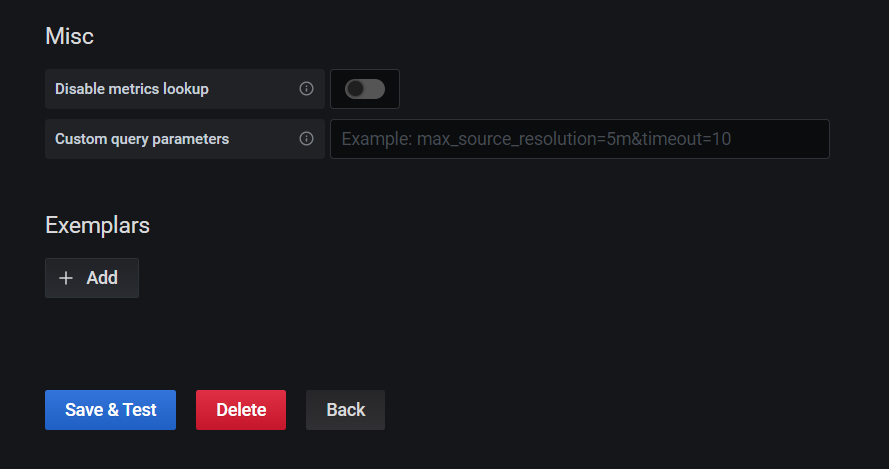 Misc
Disable metrics lookup
Custom query parameters Example: max_source_resolution=5m&timeout=10
Exemplars
+ Add
Save & Test Delete Back